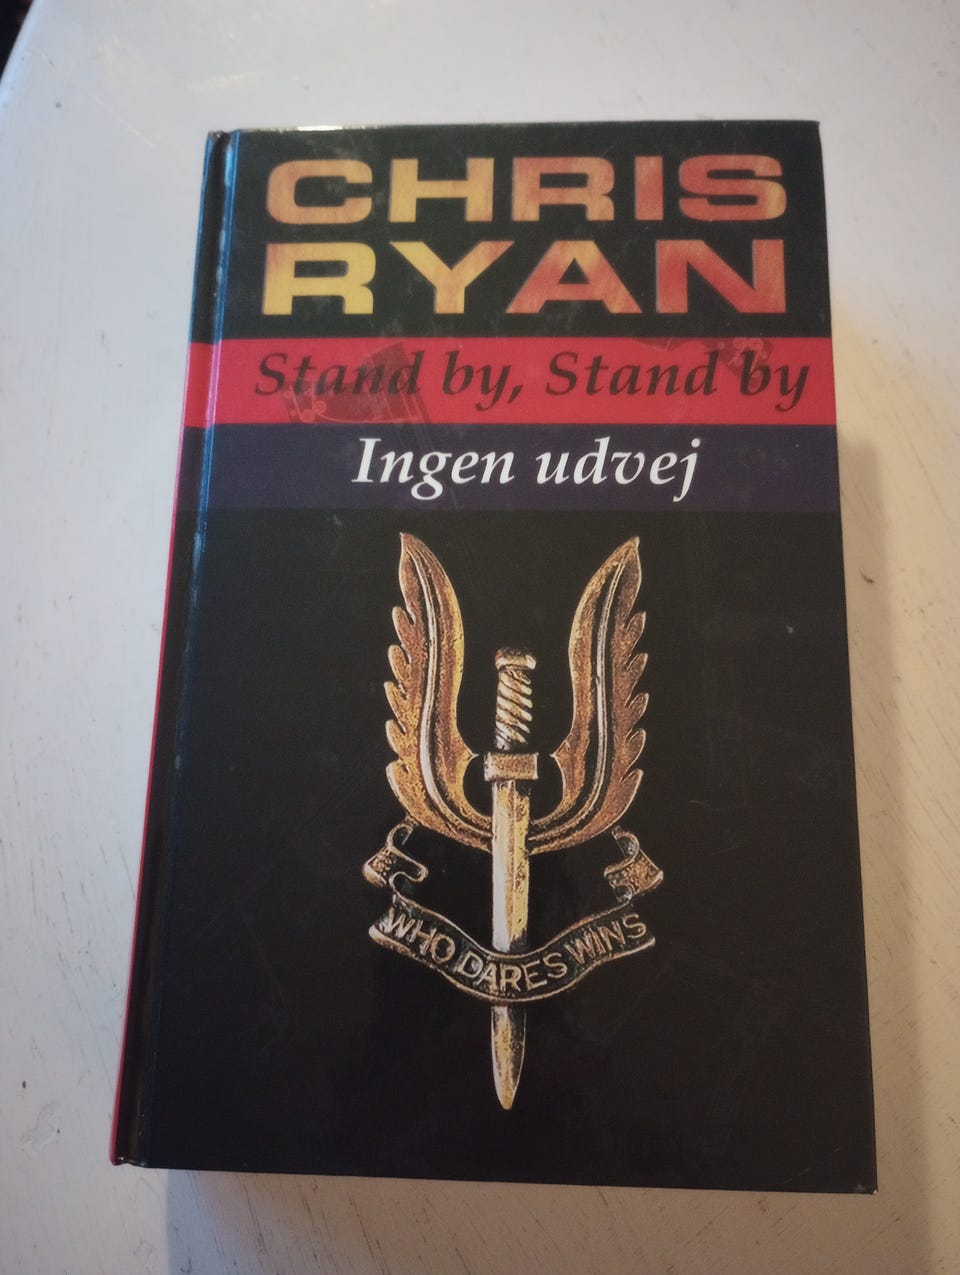 CHRIS
RYAN
Stand by, Stand by
Ingen udvej
WHO DARES WINS